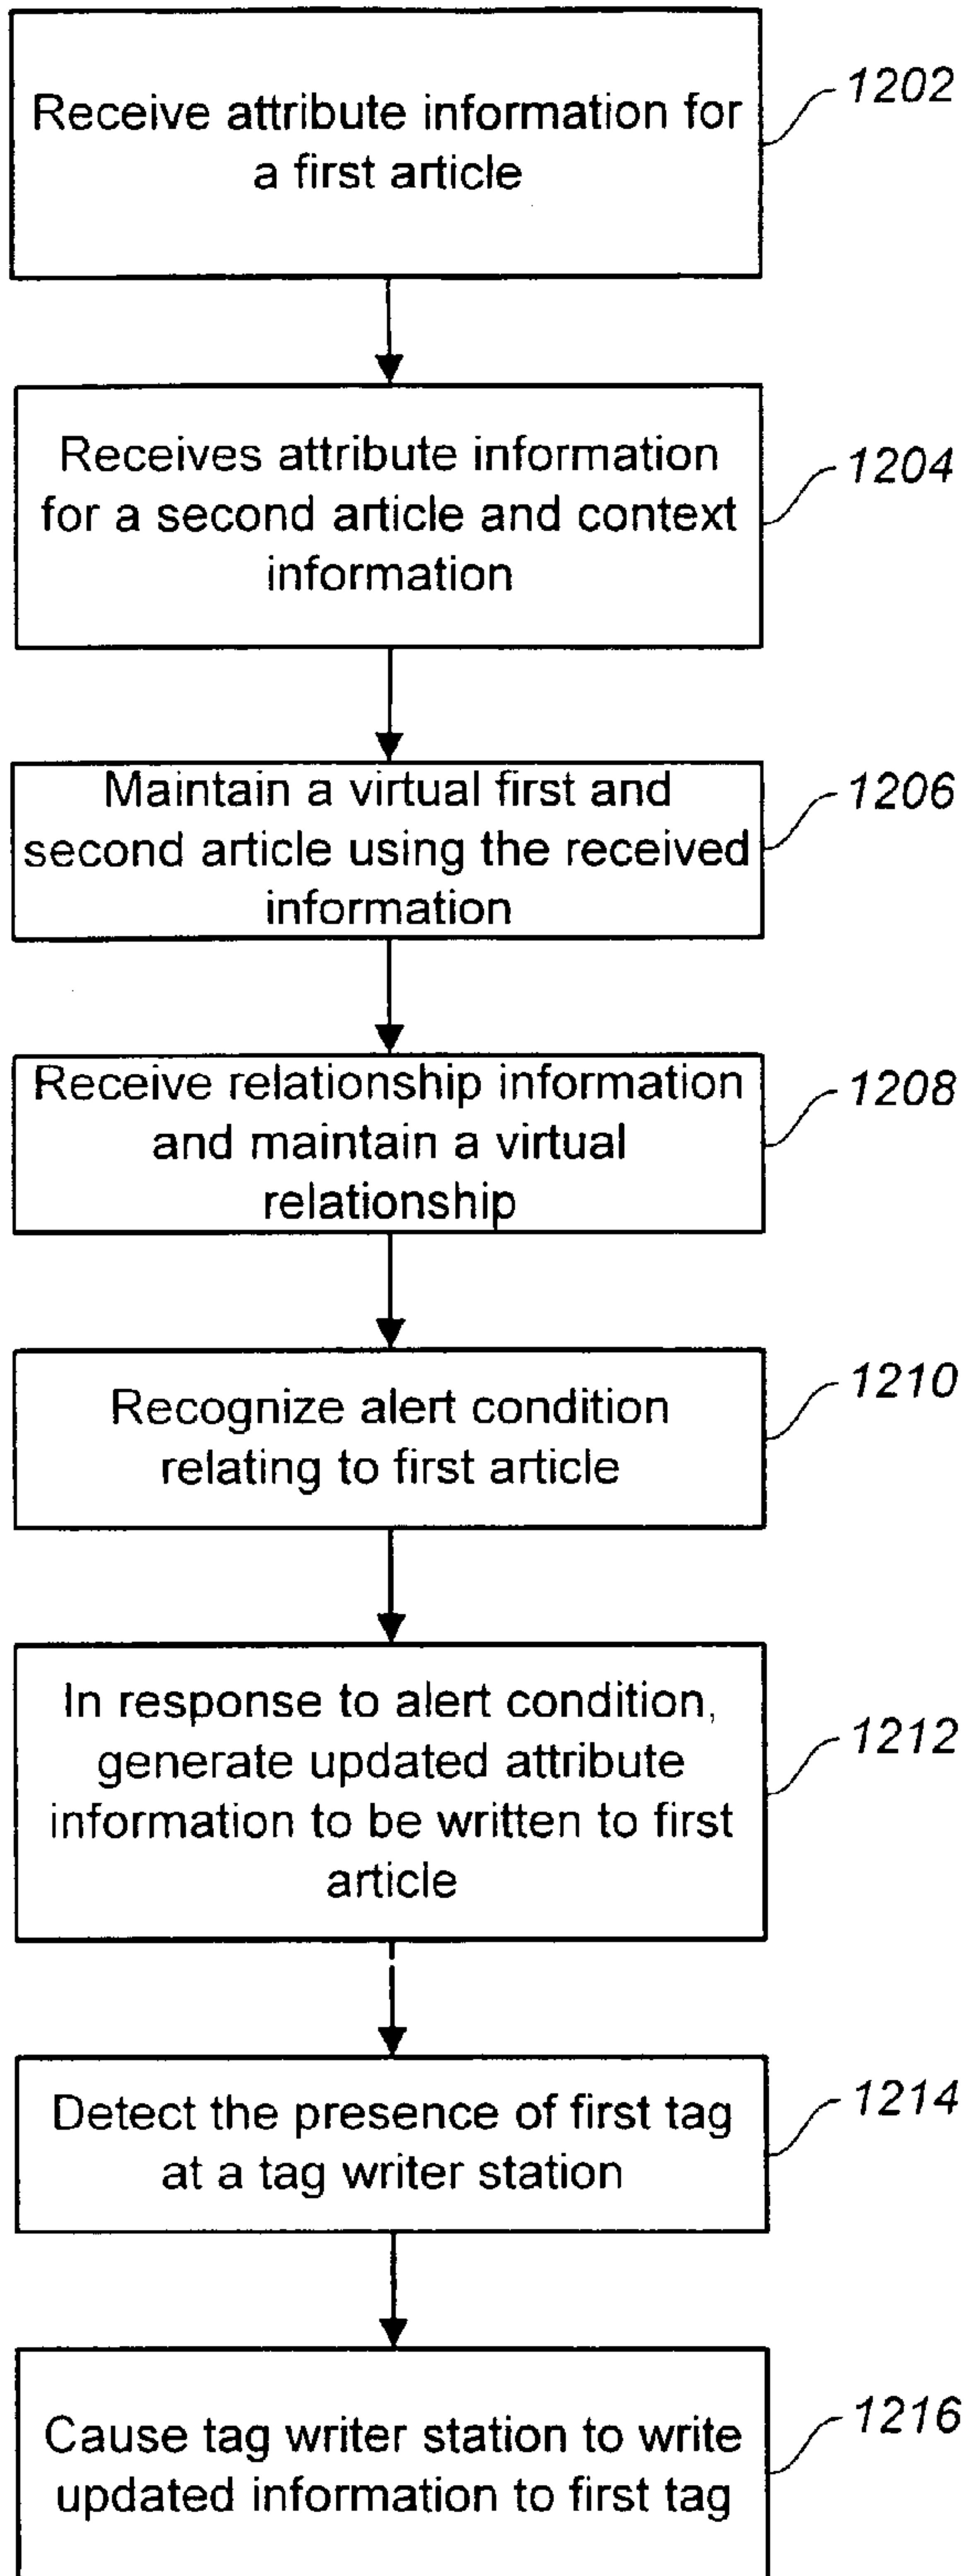 Receive attribute information for
a first article
1202
Receives attribute information
for a second article and context
information
1204
Maintain a virtual first and
second article using the received
information
1206
Receive relationship information
and maintain a virtual
relationship
1208
Recognize alert condition
relating to first article
1210
In response to alert condition,
generate updated attribute
information to be written to first
article
1212
Detect the presence of first tag
at a tag writer station
1214
Cause tag writer station to write
updated information to first tag
1216